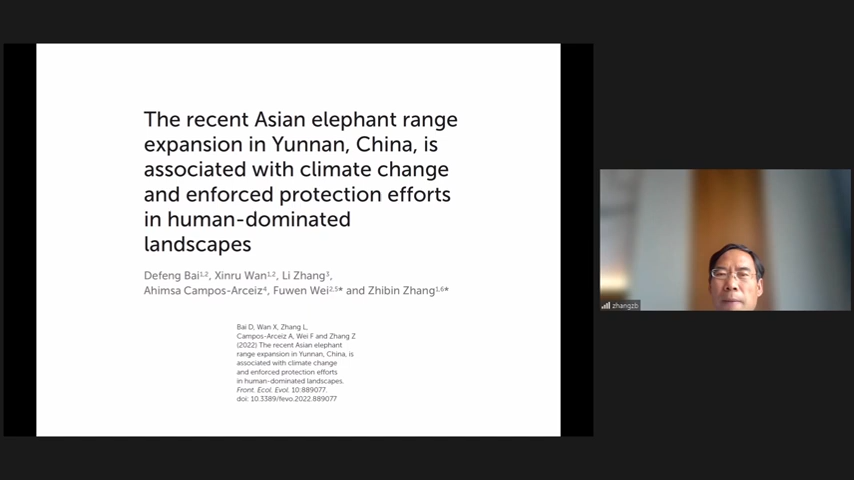 The recent Asian elephant range
expansion in Yunnan, China, is
associated with climate change
and enforced protection efforts
in human-dominated
landscapes
Defeng Bai¹,², Xinru Wan¹,², Li Zhang³,
Ahimsa Campos-Arceiz⁴, Fuwen Wei²,⁵* and Zhibin Zhang¹,⁶*
Bai D, Wan X, Zhang L,
Campos-Arceiz A, Wei F and Zhang Z
(2022) The recent Asian elephant
range expansion in Yunnan, China, is
associated with climate change
and enforced protection efforts
in human-dominated landscapes.
Front. Ecol. Evol. 10:889077.
doi: 10.3389/fevo.2022.889077
zhangzb